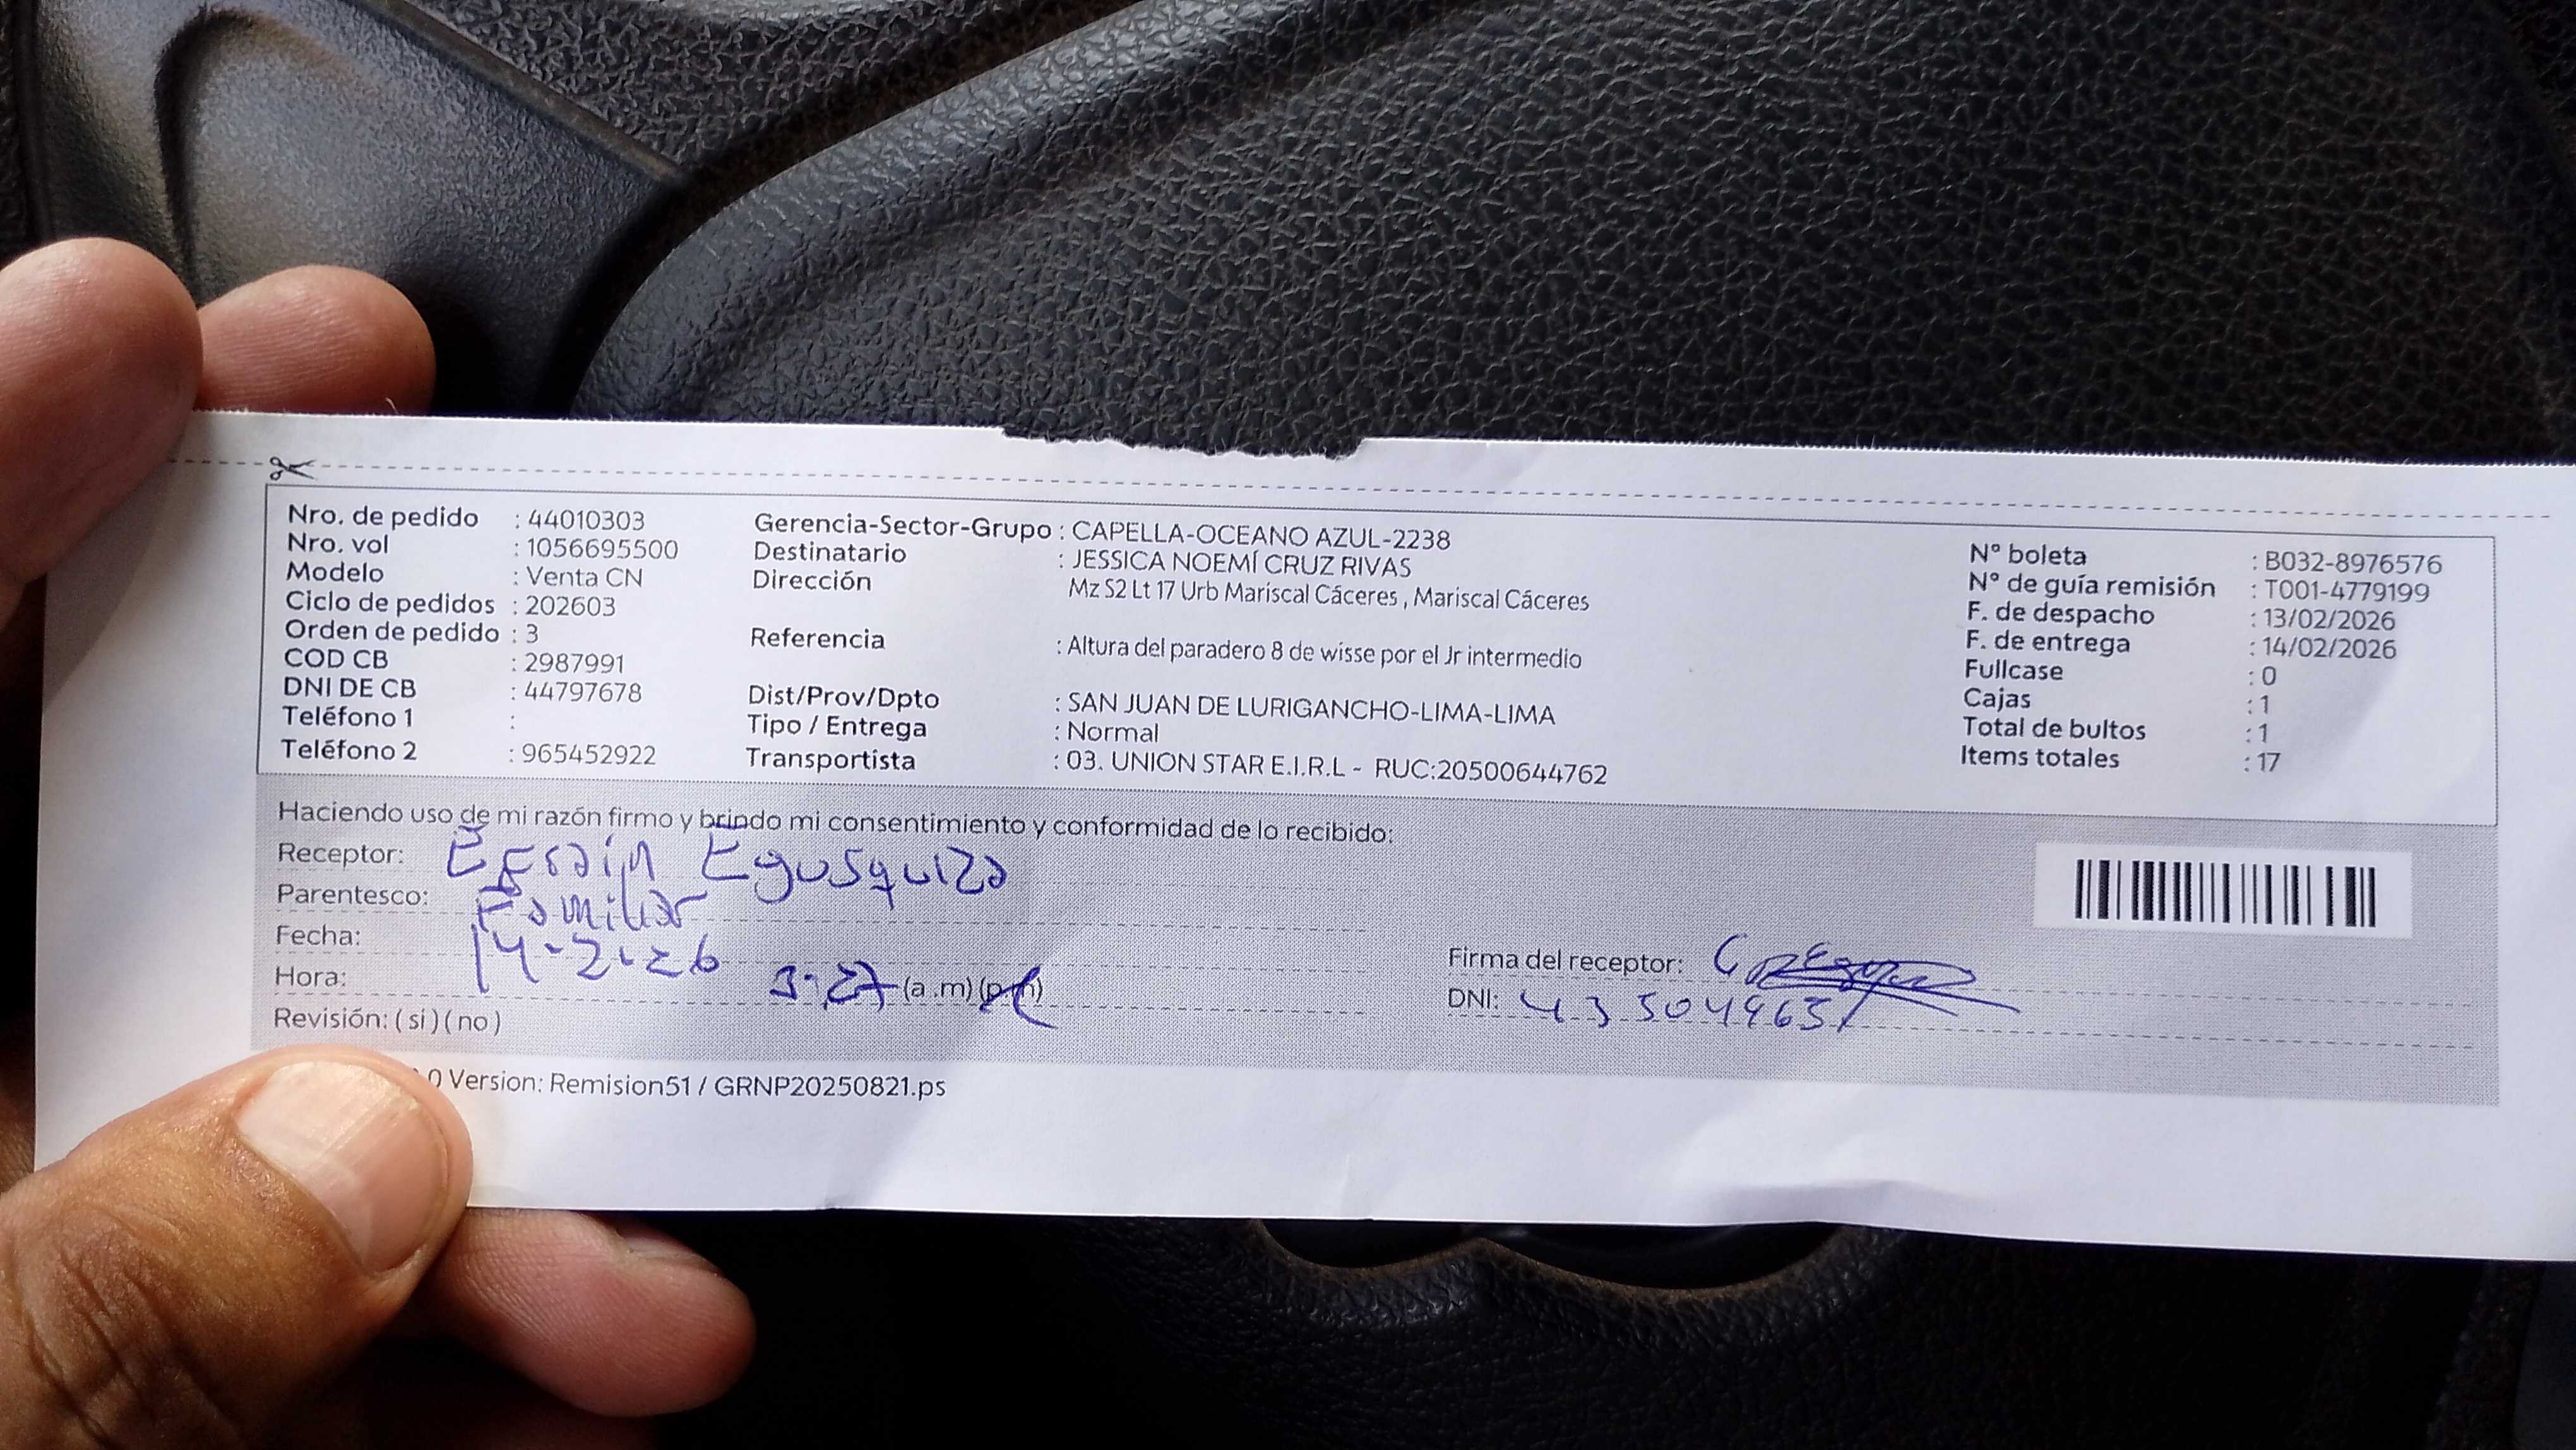 Nro. de pedido : 44010303
Nro. vol : 1056695500
Modelo : Venta CN
Ciclo de pedidos : 202603
Orden de pedido : 3
COD CB : 2987991
DNI DE CB : 44797678
Teléfono 1 :
Teléfono 2 : 965452922
Gerencia-Sector-Grupo : CAPELLA-OCEANO AZUL-2238
Destinatario : JESSICA NOEMÍ CRUZ RIVAS
Dirección Mz S2 Lt 17 Urb Mariscal Cáceres , Mariscal Cáceres
Referencia : Altura del paradero 8 de wisse por el Jr intermedio
Dist/Prov/Dpto : SAN JUAN DE LURIGANCHO-LIMA-LIMA
Tipo / Entrega : Normal
Transportista : 03. UNION STAR E.I.R.L - RUC:20500644762
N° boleta : B032-8976576
N° de guía remisión : T001-4779199
F. de despacho : 13/02/2026
F. de entrega : 14/02/2026
Fullcase : 0
Cajas : 1
Total de bultos : 1
Items totales : 17
Haciendo uso de mi razón firmo y brindo mi consentimiento y conformidad de lo recibido:
Receptor: Efraín Egusquiza
Parentesco: Familiar
Fecha: 14-2-26
Hora: 3:27 (a.m) (p.m)
Revisión: ( si ) ( no )
Firma del receptor:
DNI:
0 Version: Remision51 / GRNP20250821.ps